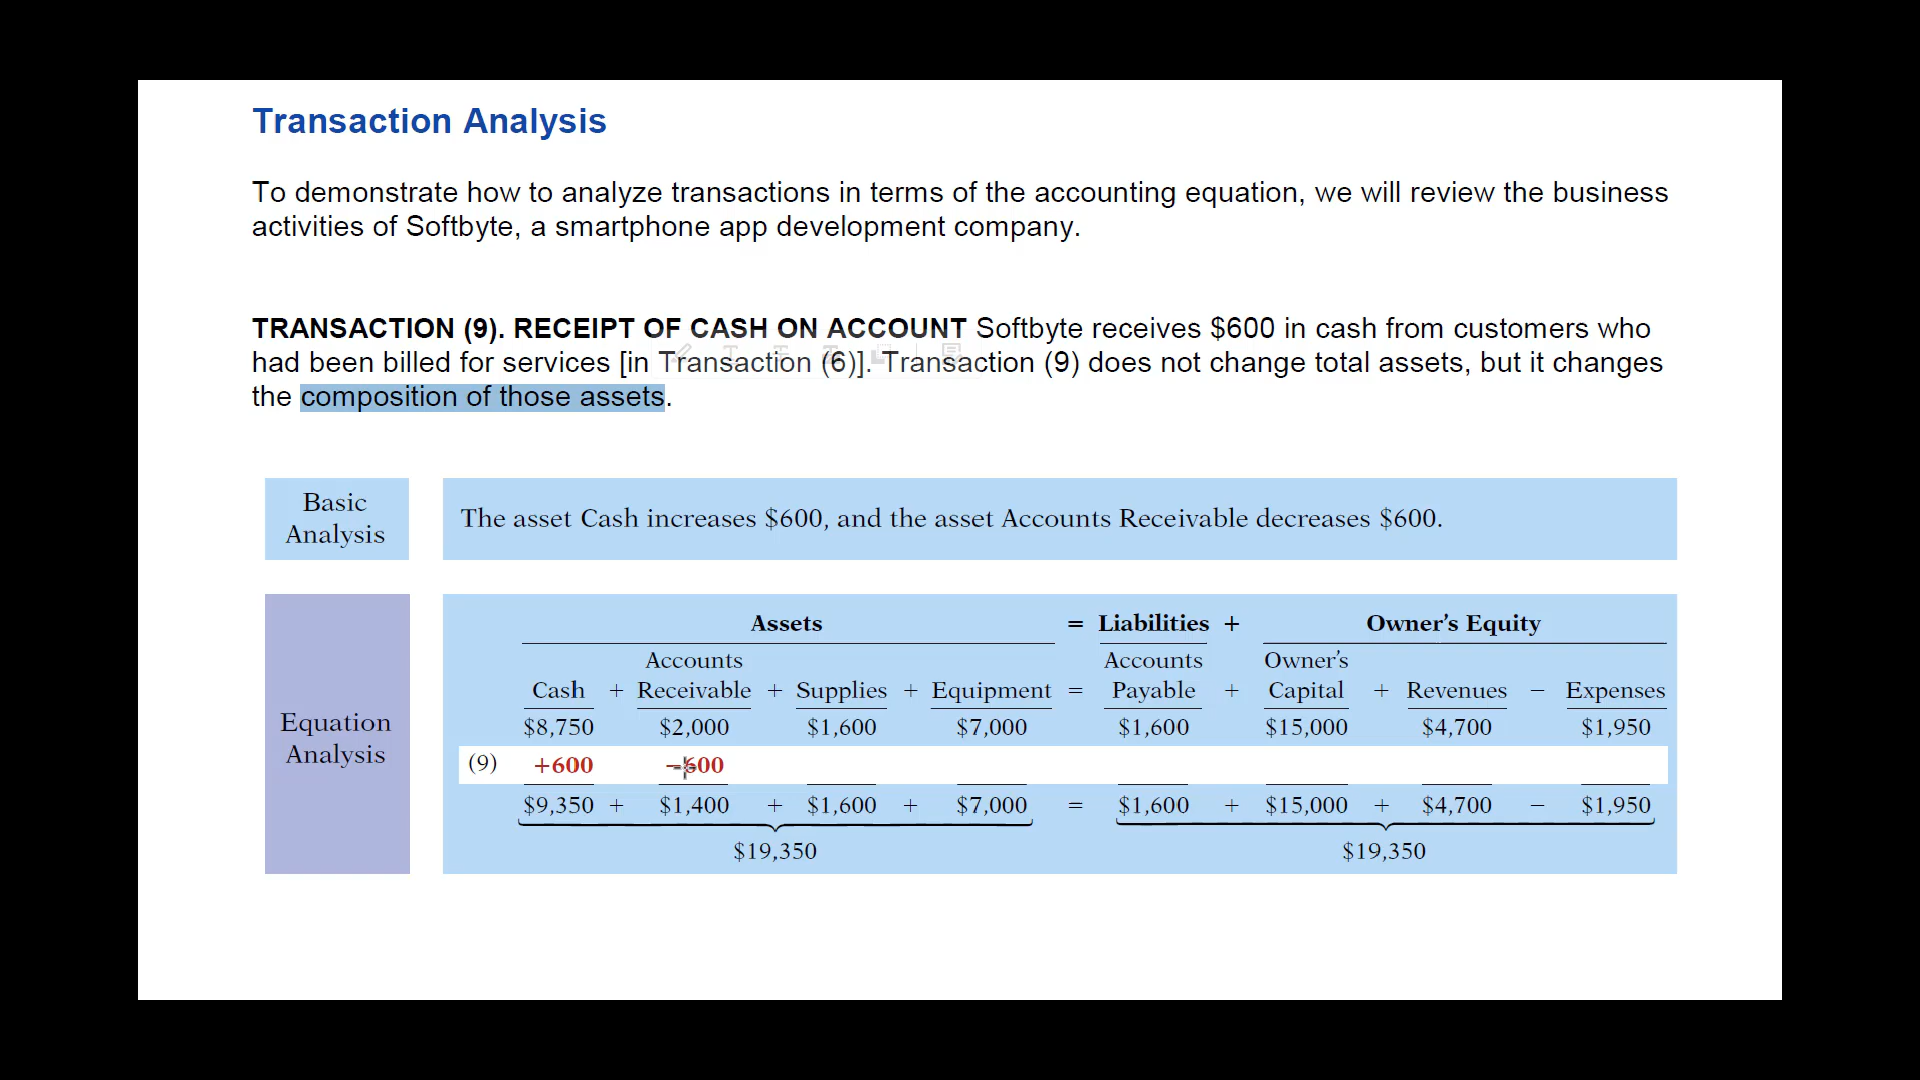 Transaction Analysis
To demonstrate how to analyze transactions in terms of the accounting equation, we will review the business
activities of Softbyte, a smartphone app development company.
TRANSACTION (9). RECEIPT OF CASH ON ACCOUNT Softbyte receives $600 in cash from customers who
had been billed for services [in Transaction (6)]. Transaction (9) does not change total assets, but it changes
the composition of those assets.
Basic
Analysis
The asset Cash increases $600, and the asset Accounts Receivable decreases $600.
Equation
Analysis
Assets = Liabilities + Owner's Equity
Accounts Accounts Owner's
Cash + Receivable + Supplies + Equipment = Payable + Capital + Revenues − Expenses
$8,750 $2,000 $1,600 $7,000 $1,600 $15,000 $4,700 $1,950
(9) +600 −600
$9,350 + $1,400 + $1,600 + $7,000 = $1,600 + $15,000 + $4,700 − $1,950
$19,350 $19,350